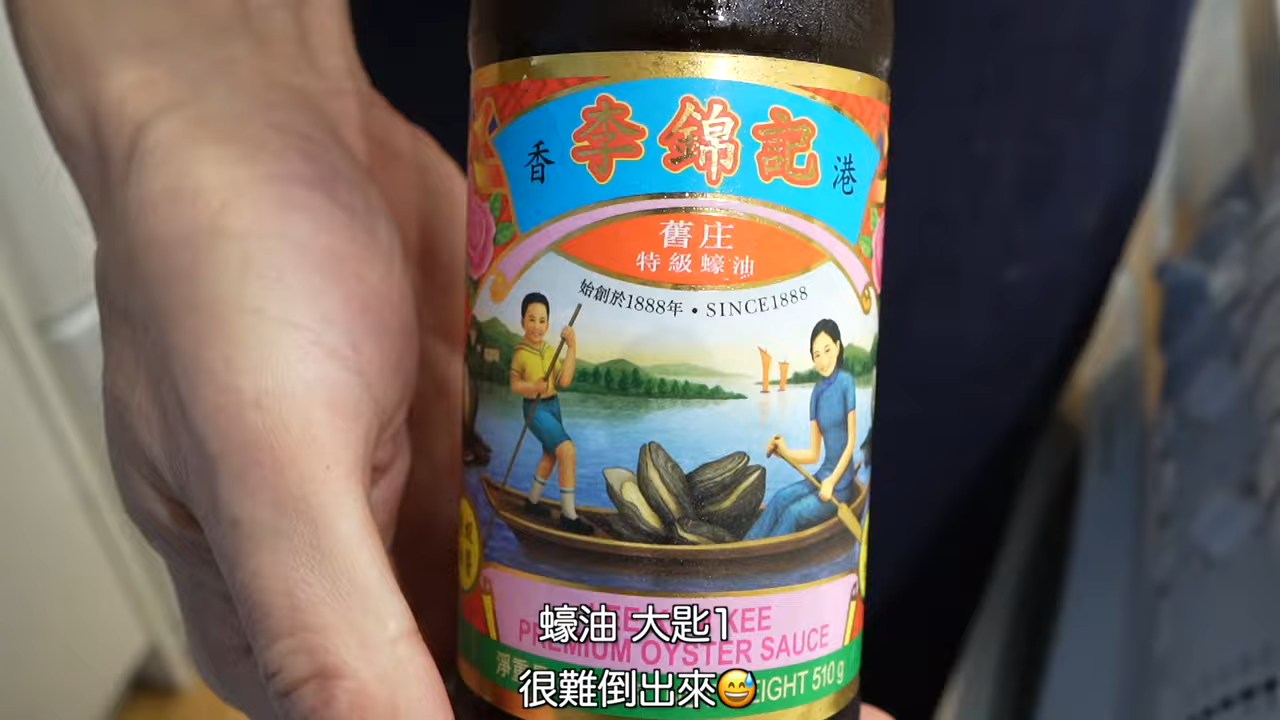 香 李錦記 港
舊庄
特級蠔油
始創於1888年・SINCE1888
蠔油 大匙1
PREMIUM OYSTER SAUCE
很難倒出來😅
510g